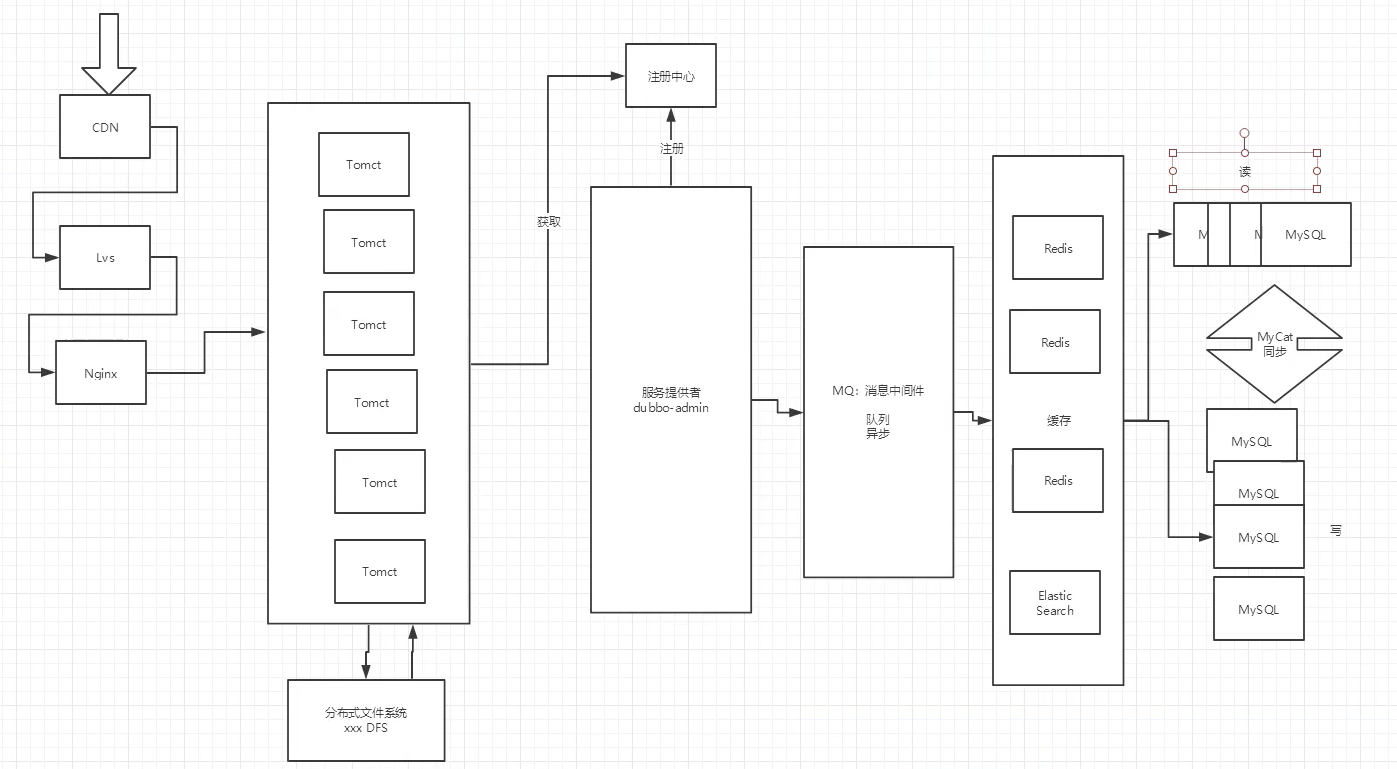 CDN
Lvs
Nginx
Tomct
Tomct
Tomct
Tomct
Tomct
Tomct
分布式文件系统
xxx DFS
获取
注册中心
注册
服务提供者
dubbo-admin
MQ：消息中间件
队列
异步
Redis
Redis
缓存
Redis
Elastic
Search
读
M
M
MySQL
MyCat
同步
MySQL
MySQL
MySQL
写
MySQL